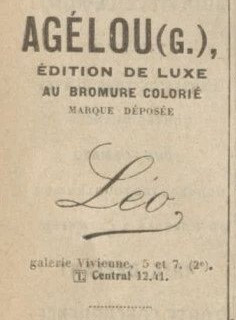 AGÉLOU(G.),
ÉDITION DE LUXE
AU BROMURE COLORIÉ
MARQUE DÉPOSÉE
Léo
galerie Vivienne, 5 et 7. (2e).
T. Central 12.41.